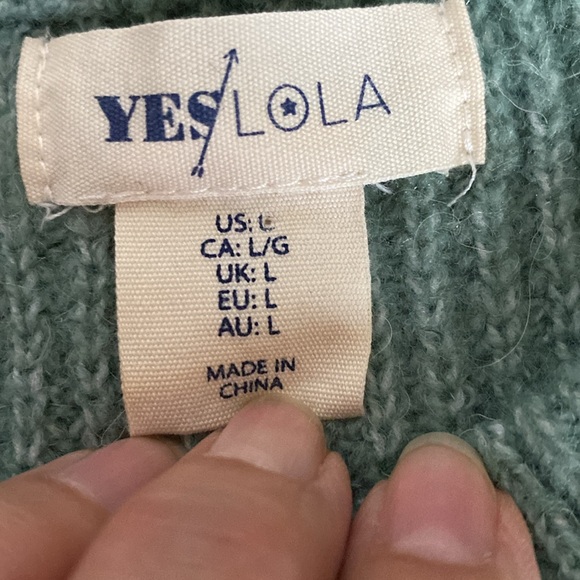 YES/LOLA
US: L
CA: L/G
UK: L
EU: L
AU: L
MADE IN
CHINA